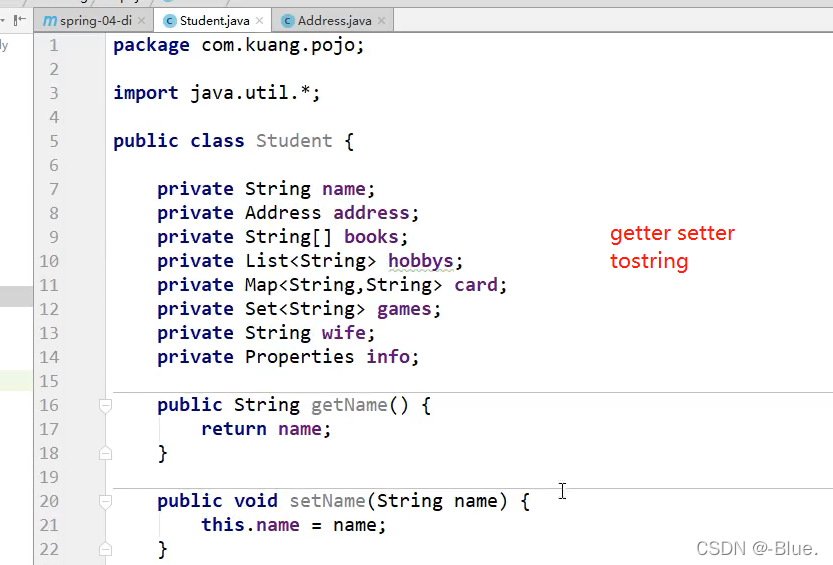 spring-04-di × Student.java × Address.java ×
1 package com.kuang.pojo;
2
3 import java.util.*;
4
5 public class Student {
6
7 private String name;
8 private Address address;
9 private String[] books;
10 private List<String> hobbys;
11 private Map<String,String> card;
12 private Set<String> games;
13 private String wife;
14 private Properties info;
15
16 public String getName() {
17 return name;
18 }
19
20 public void setName(String name) {
21 this.name = name;
22 }
getter setter
tostring
CSDN @-Blue.